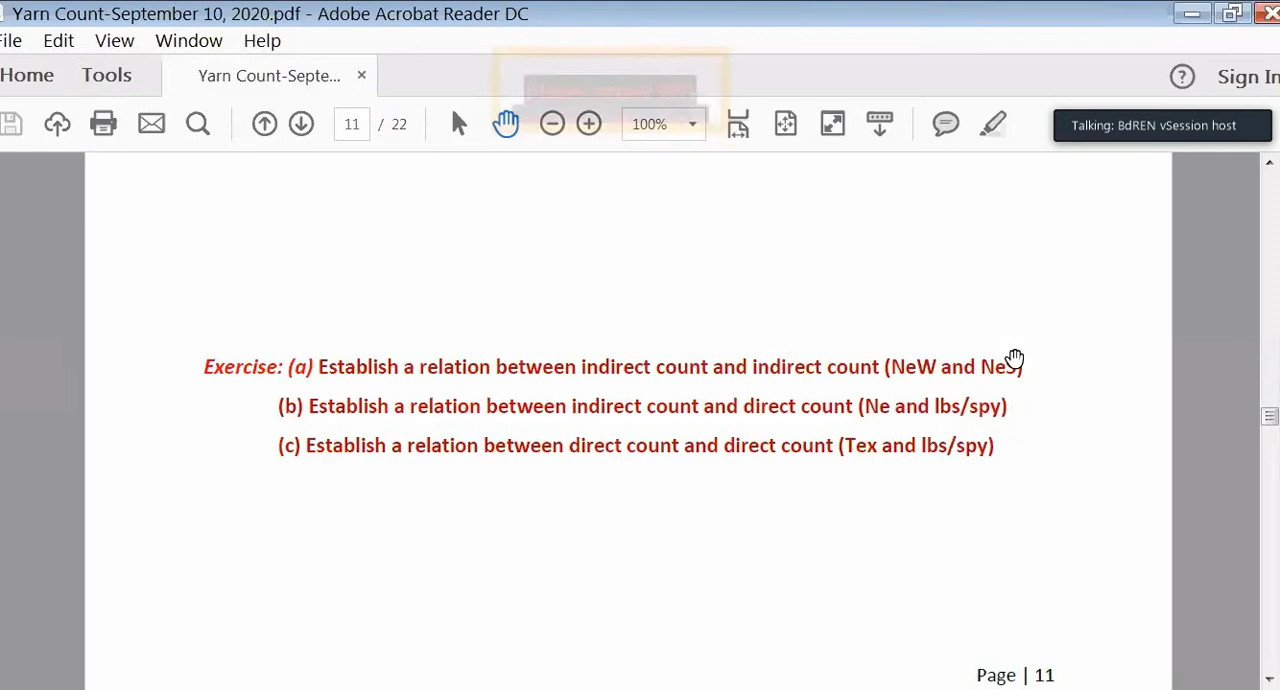 Yarn Count-September 10, 2020.pdf - Adobe Acrobat Reader DC
File Edit View Window Help
Home Tools Yarn Count-Septe... × ? Sign In
11 / 22 100% Talking: BdREN vSession host
Exercise: (a) Establish a relation between indirect count and indirect count (NeW and
(b) Establish a relation between indirect count and direct count (Ne and lbs/spy)
(c) Establish a relation between direct count and direct count (Tex and lbs/spy)
Page | 11